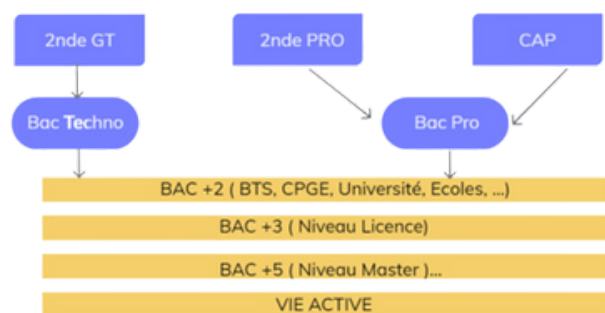 2nde GT
2nde PRO
CAP
Bac Techno
Bac Pro
BAC +2 ( BTS, CPGE, Université, Ecoles, ...)
BAC +3 ( Niveau Licence)
BAC +5 ( Niveau Master )...
VIE ACTIVE